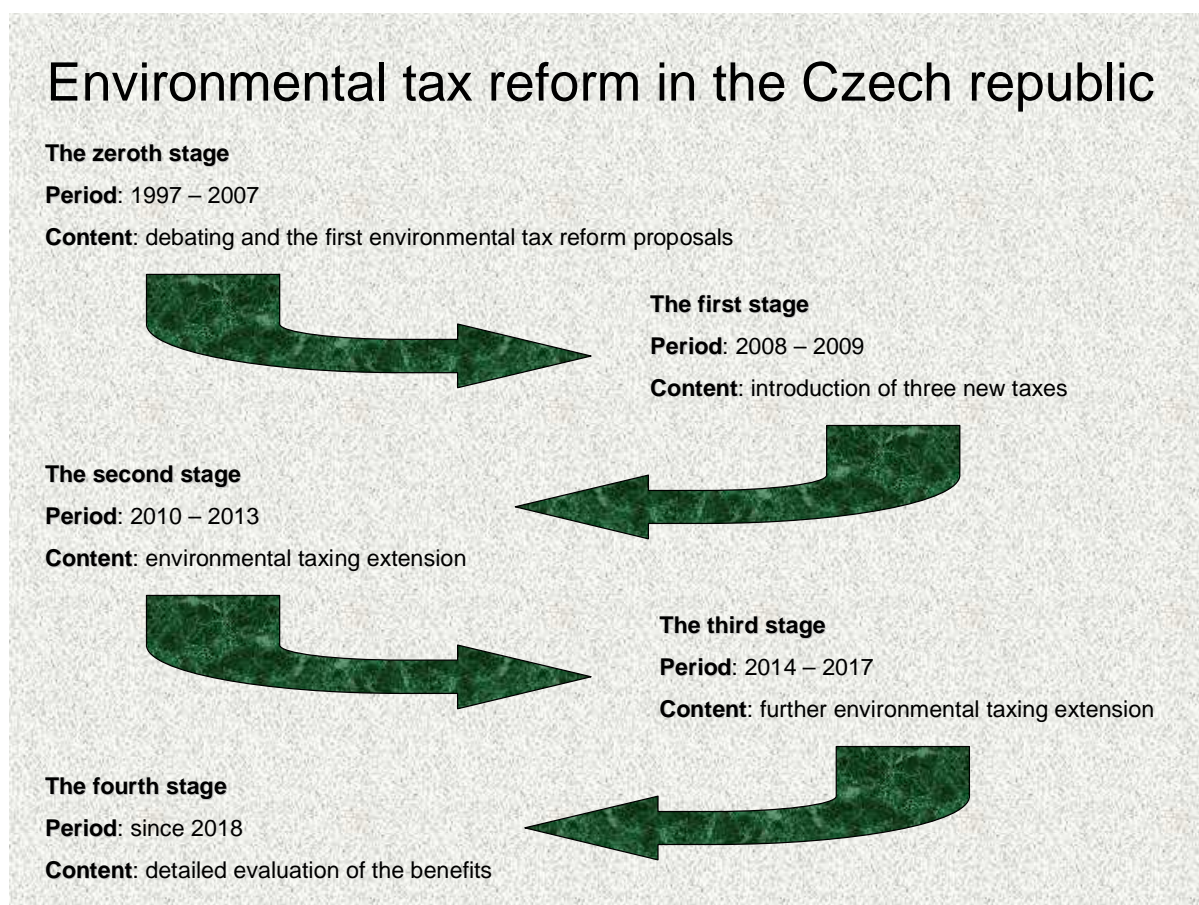 Environmental tax reform in the Czech republic
The zeroth stage
Period: 1997 – 2007
Content: debating and the first environmental tax reform proposals
The first stage
Period: 2008 – 2009
Content: introduction of three new taxes
The second stage
Period: 2010 – 2013
Content: environmental taxing extension
The third stage
Period: 2014 – 2017
Content: further environmental taxing extension
The fourth stage
Period: since 2018
Content: detailed evaluation of the benefits